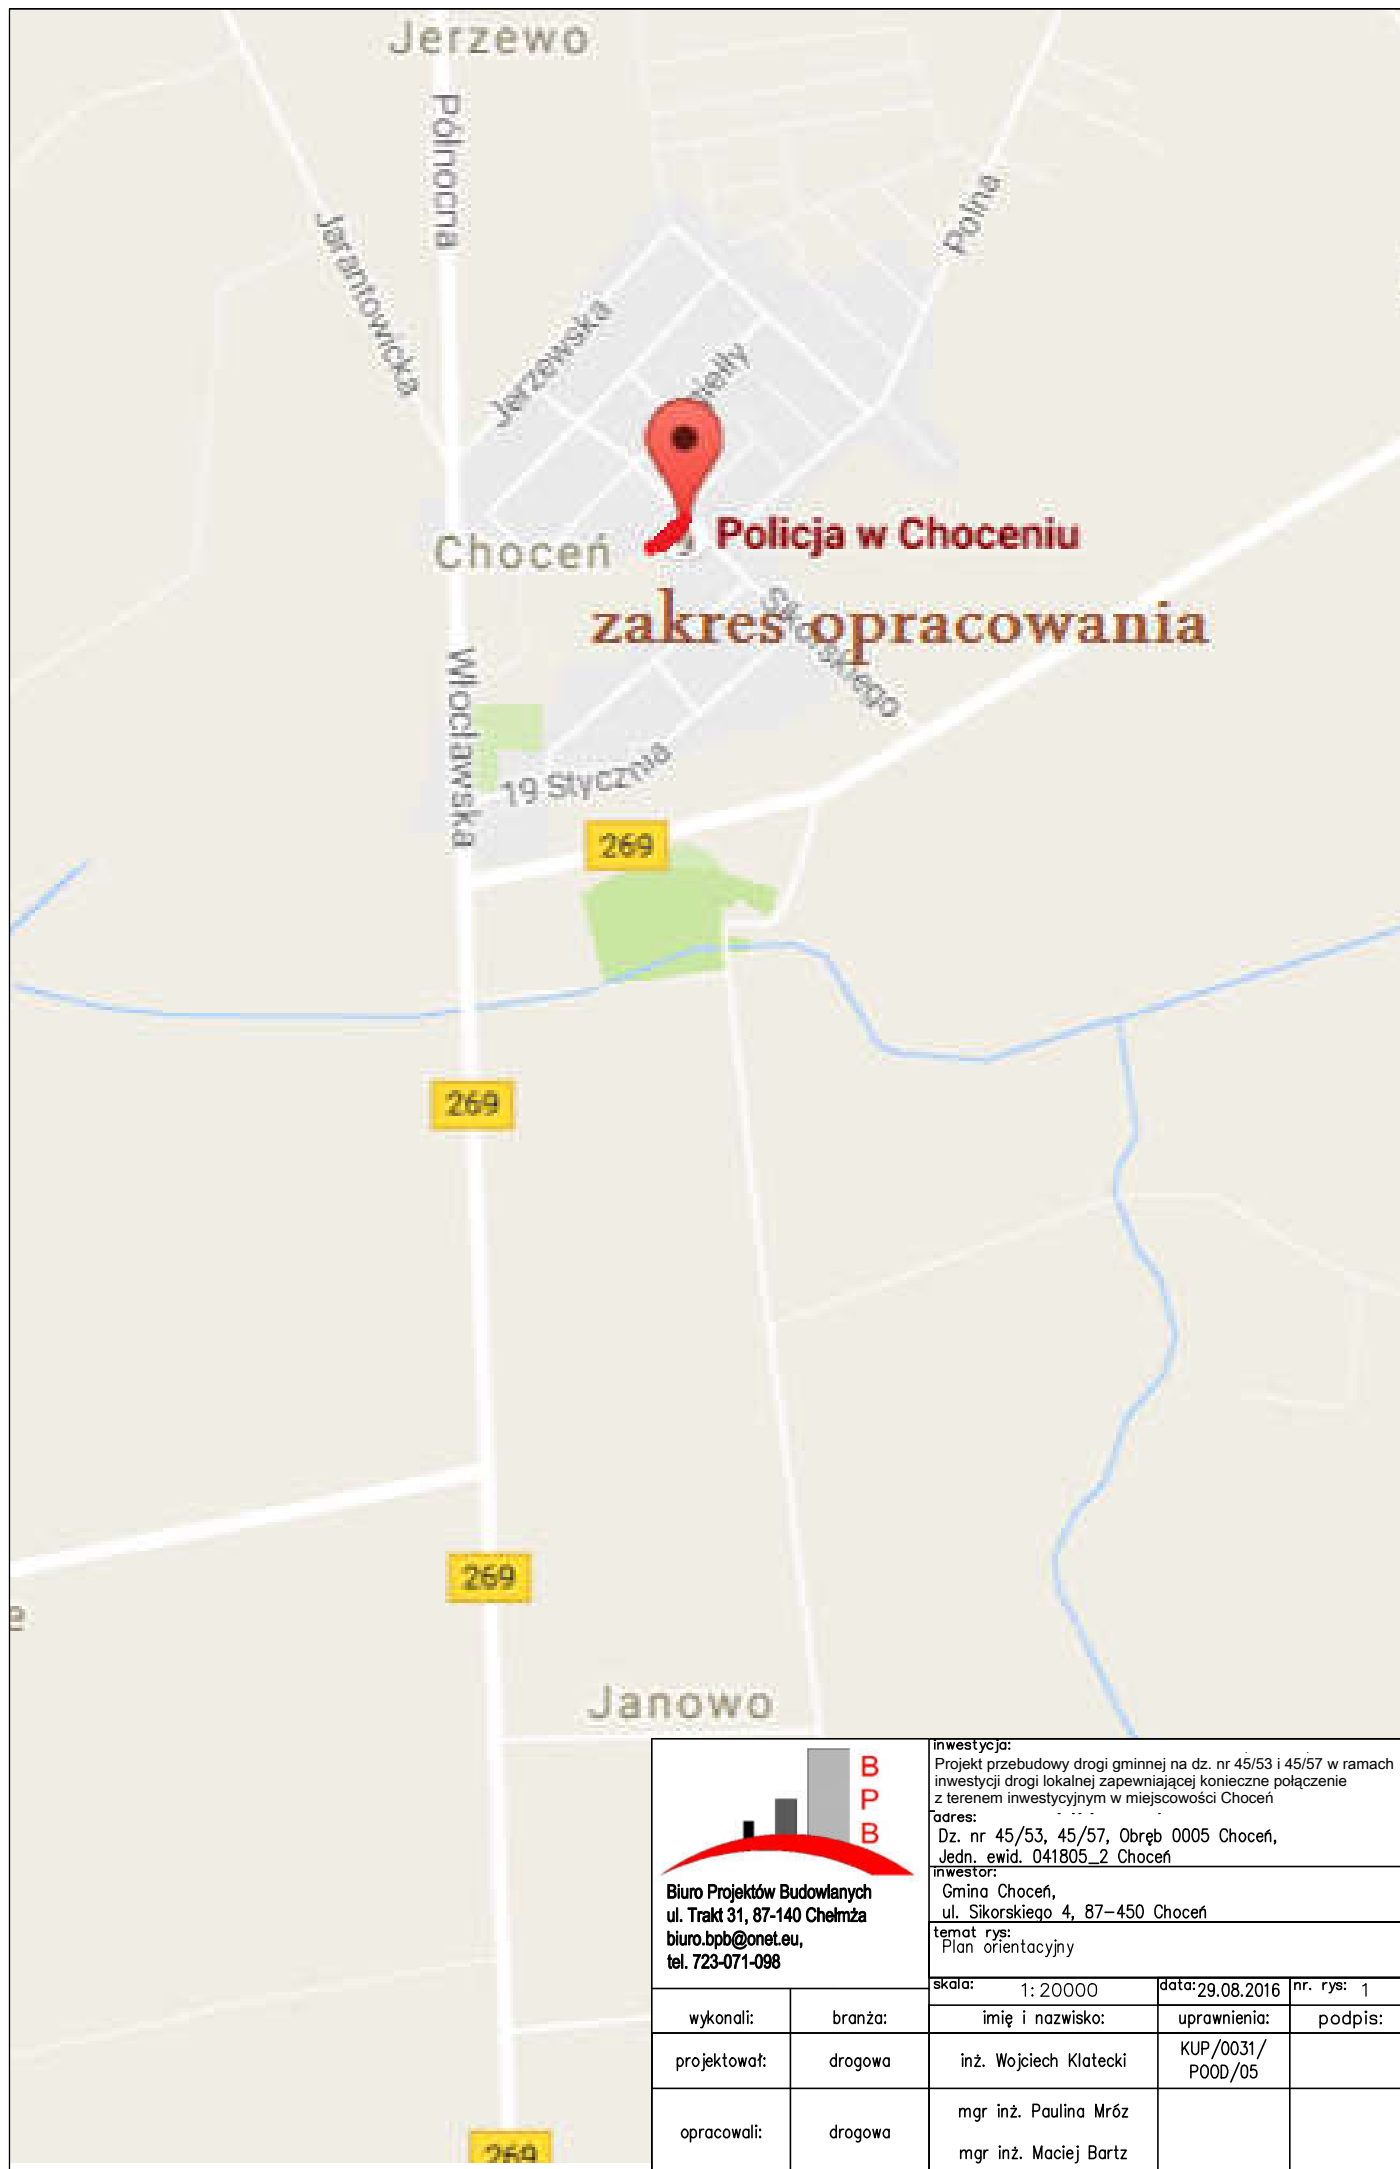 Jerzewo
Północna
Jarantowicka
Polna
Jerzewska
Policja w Choceniu
Choceń
zakres opracowania
Sikorskiego
Włocławska
19 Stycznia
269
269
269
Janowo
269
B
P
B
Biuro Projektów Budowlanych
ul. Trakt 31, 87-140 Chełmża
biuro.bpb@onet.eu,
tel. 723-071-098
inwestycja:
Projekt przebudowy drogi gminnej na dz. nr 45/53 i 45/57 w ramach
inwestycji drogi lokalnej zapewniającej konieczne połączenie
z terenem inwestycyjnym w miejscowości Choceń
adres:
Dz. nr 45/53, 45/57, Obręb 0005 Choceń,
Jedn. ewid. 041805_2 Choceń
inwestor:
Gmina Choceń,
ul. Sikorskiego 4, 87-450 Choceń
temat rys:
Plan orientacyjny
skala: 1:20000 data: 29.08.2016 nr. rys: 1
wykonali: branża: imię i nazwisko: uprawnienia: podpis:
projektował: drogowa inż. Wojciech Klatecki KUP/0031/
POOD/05
opracowali: drogowa mgr inż. Paulina Mróz
mgr inż. Maciej Bartz